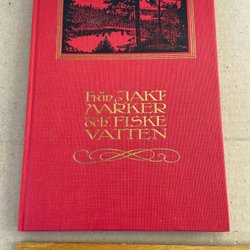 Från JAKT-
MARKER
och FISKE
VATTEN